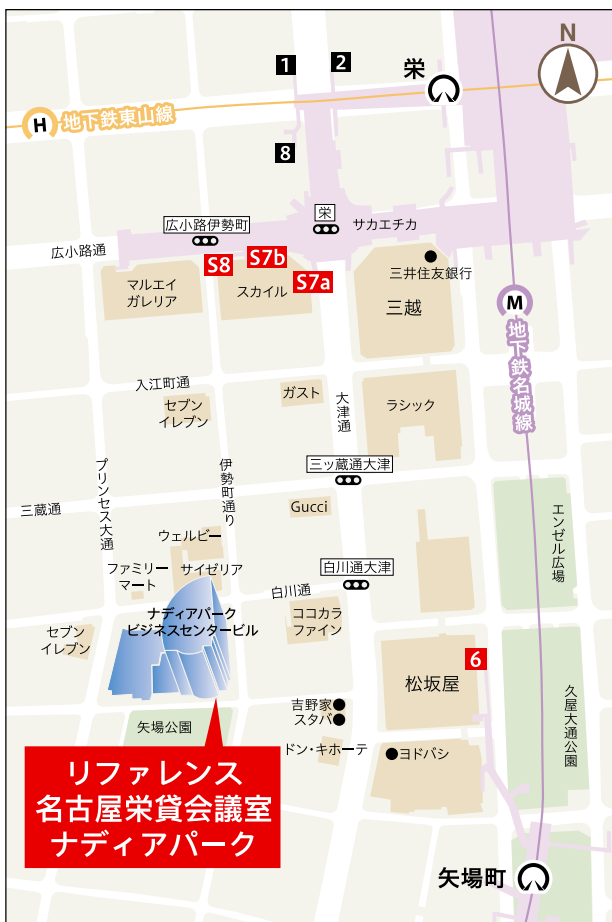 N
1
2
栄
H
地下鉄東山線
8
広小路伊勢町
栄
サカエチカ
広小路通
S8
S7b
S7a
三井住友銀行
マルエイ
ガレリア
スカイル
三越
M
地下鉄名城線
入江町通
セブン
イレブン
ガスト
大津通
ラシック
三ッ蔵通大津
プリンセス大通
伊勢町通り
三蔵通
Gucci
エンゼル広場
ウェルビー
ファミリー
マート
サイゼリア
白川通大津
白川通
ナディアパーク
ビジネスセンタービル
ココカラ
ファイン
セブン
イレブン
6
松坂屋
吉野家
スタバ
久屋大通公園
矢場公園
ドン・キホーテ
ヨドバシ
リファレンス
名古屋栄貸会議室
ナディアパーク
矢場町